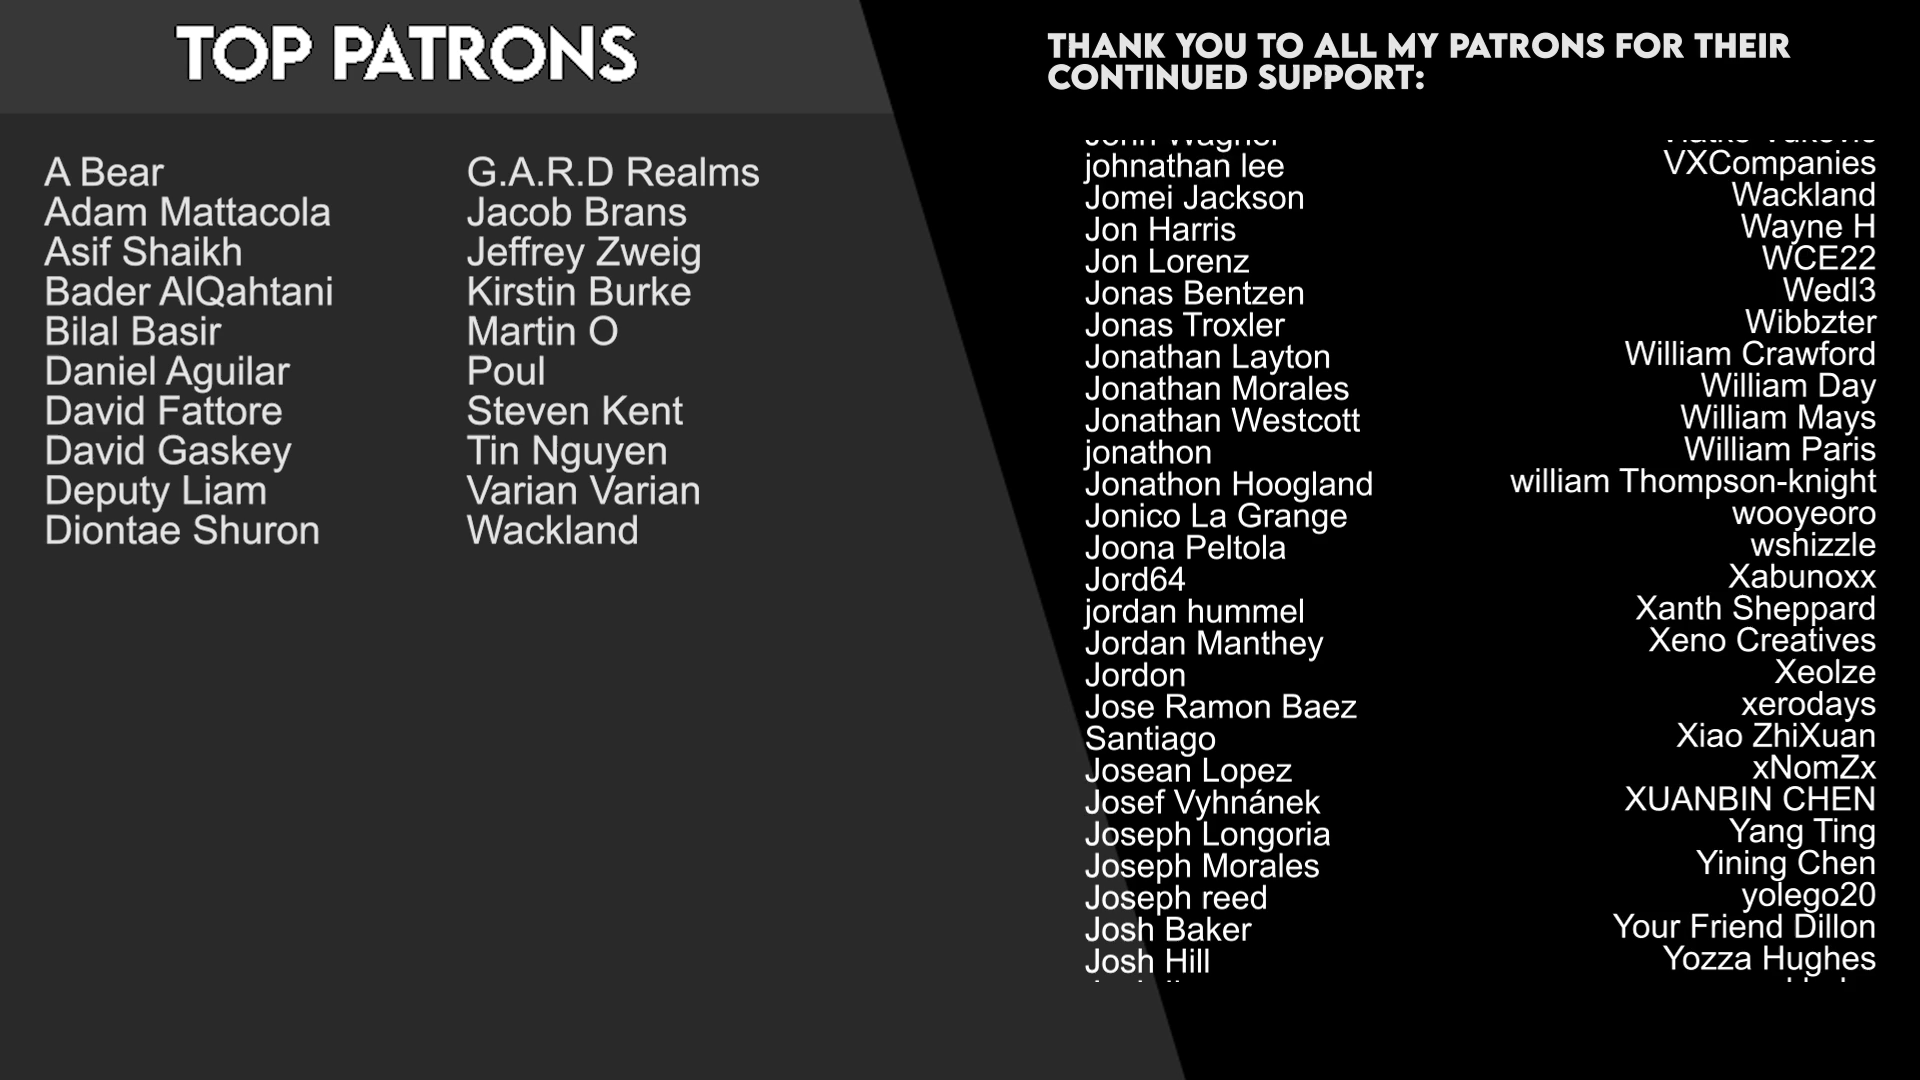 TOP PATRONS
A Bear
Adam Mattacola
Asif Shaikh
Bader AlQahtani
Bilal Basir
Daniel Aguilar
David Fattore
David Gaskey
Deputy Liam
Diontae Shuron
G.A.R.D Realms
Jacob Brans
Jeffrey Zweig
Kirstin Burke
Martin O
Poul
Steven Kent
Tin Nguyen
Varian Varian
Wackland
THANK YOU TO ALL MY PATRONS FOR THEIR
CONTINUED SUPPORT:
John Wagner
johnathan lee
Jomei Jackson
Jon Harris
Jon Lorenz
Jonas Bentzen
Jonas Troxler
Jonathan Layton
Jonathan Morales
Jonathan Westcott
jonathon
Jonathon Hoogland
Jonico La Grange
Joona Peltola
Jord64
jordan hummel
Jordan Manthey
Jordon
Jose Ramon Baez
Santiago
Josean Lopez
Josef Vyhnánek
Joseph Longoria
Joseph Morales
Joseph reed
Josh Baker
Josh Hill
VXCompanies
Wackland
Wayne H
WCE22
Wedl3
Wibbzter
William Crawford
William Day
William Mays
William Paris
william Thompson-knight
wooyeoro
wshizzle
Xabunoxx
Xanth Sheppard
Xeno Creatives
Xeolze
xerodays
Xiao ZhiXuan
xNomZx
XUANBIN CHEN
Yang Ting
Yining Chen
yolego20
Your Friend Dillon
Yozza Hughes